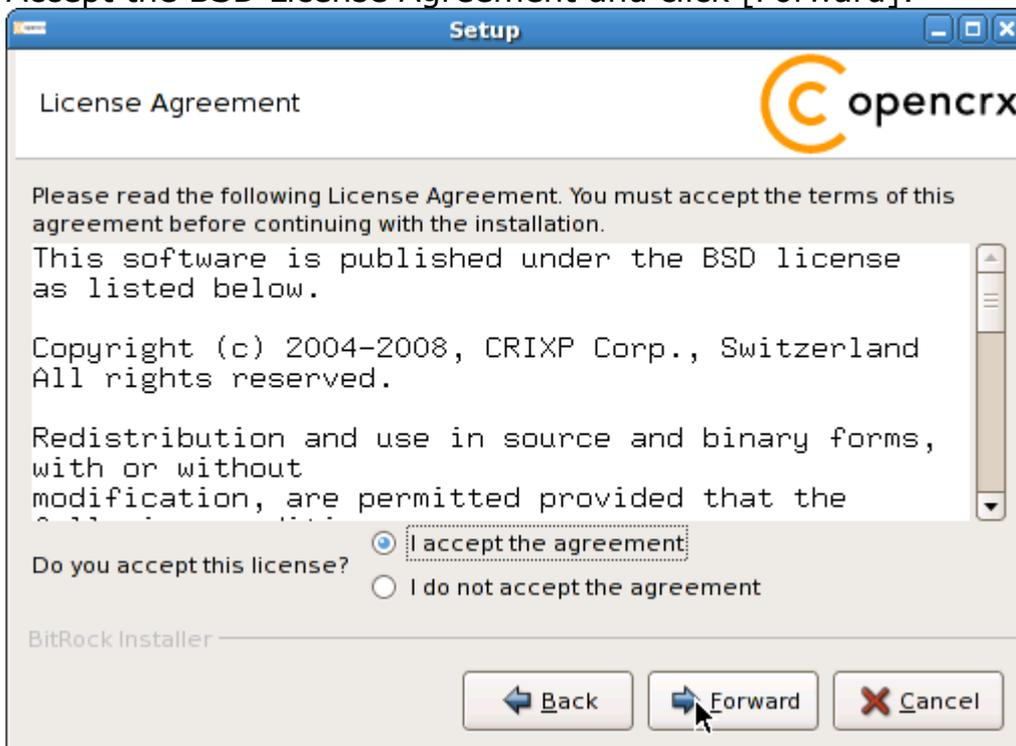 Accept the BSD License Agreement and click [Forward].
Setup
License Agreement
opencrx
Please read the following License Agreement. You must accept the terms of this
agreement before continuing with the installation.
This software is published under the BSD license
as listed below.
Copyright (c) 2004-2008, CRIXP Corp., Switzerland
All rights reserved.
Redistribution and use in source and binary forms,
with or without
modification, are permitted provided that the
Do you accept this license?
I accept the agreement
I do not accept the agreement
BitRock Installer
Back
Forward
Cancel